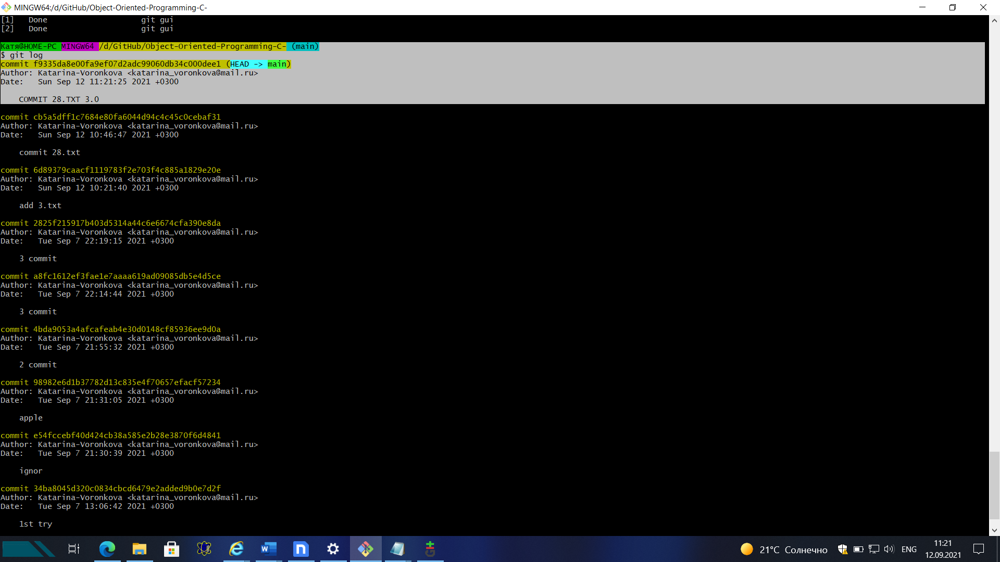 MINGW64:/d/GitHub/Object-Oriented-Programming-C-
[1]   Done                    git gui
[2]   Done                    git gui
Катя@HOME-PC MINGW64 /d/GitHub/Object-Oriented-Programming-C- (main)
$ git log
commit f9335da8e00fa9ef07d2adc99060db34c000dee1 (HEAD -> main)
Author: Katarina-Voronkova <katarina_voronkova@mail.ru>
Date:   Sun Sep 12 11:21:25 2021 +0300
COMMIT 28.TXT 3.0
commit cb5a5dff1c7684e80fa6044d94c4c45c0cebaf31
Author: Katarina-Voronkova <katarina_voronkova@mail.ru>
Date:   Sun Sep 12 10:46:47 2021 +0300
commit 28.txt
commit 6d89379caacf1119783f2e703f4c885a1829e20e
Author: Katarina-Voronkova <katarina_voronkova@mail.ru>
Date:   Sun Sep 12 10:21:40 2021 +0300
add 3.txt
commit 2825f215917b403d5314a44c6e6674cfa390e8da
Author: Katarina-Voronkova <katarina_voronkova@mail.ru>
Date:   Tue Sep 7 22:19:15 2021 +0300
3 commit
commit a8fc1612ef3fae1e7aaaa619ad09085db5e4d5ce
Author: Katarina-Voronkova <katarina_voronkova@mail.ru>
Date:   Tue Sep 7 22:14:44 2021 +0300
3 commit
commit 4bda9053a4afcafeab4e30d0148cf85936ee9d0a
Author: Katarina-Voronkova <katarina_voronkova@mail.ru>
Date:   Tue Sep 7 21:55:32 2021 +0300
2 commit
commit 98982e6d1b37782d13c835e4f70657efacf57234
Author: Katarina-Voronkova <katarina_voronkova@mail.ru>
Date:   Tue Sep 7 21:31:05 2021 +0300
apple
commit e54fccebf40d424cb38a585e2b28e3870f6d4841
Author: Katarina-Voronkova <katarina_voronkova@mail.ru>
Date:   Tue Sep 7 21:30:39 2021 +0300
ignor
commit 34ba8045d320c0834cbcd6479e2added9b0e7d2f
Author: Katarina-Voronkova <katarina_voronkova@mail.ru>
Date:   Tue Sep 7 13:06:42 2021 +0300
1st try
21°C Солнечно ENG 11:21
12.09.2021